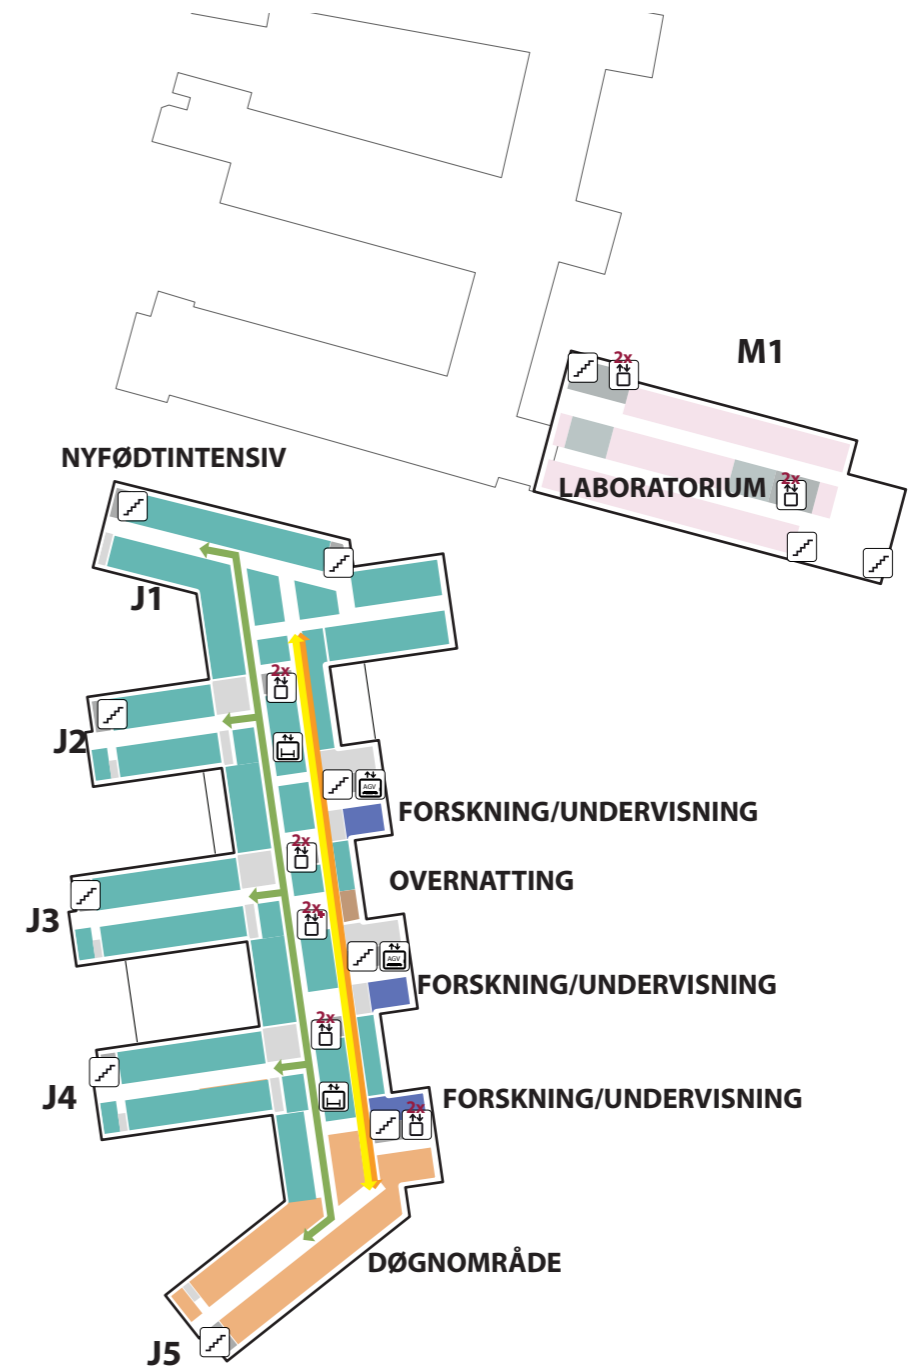 M1
2x
NYFØDTINTENSIV
LABORATORIUM
2x
J1
2x
J2
AGV
FORSKNING/UNDERVISNING
2x
OVERNATTING
J3
2x
AGV
FORSKNING/UNDERVISNING
2x
J4
FORSKNING/UNDERVISNING
2x
DØGNOMRÅDE
J5